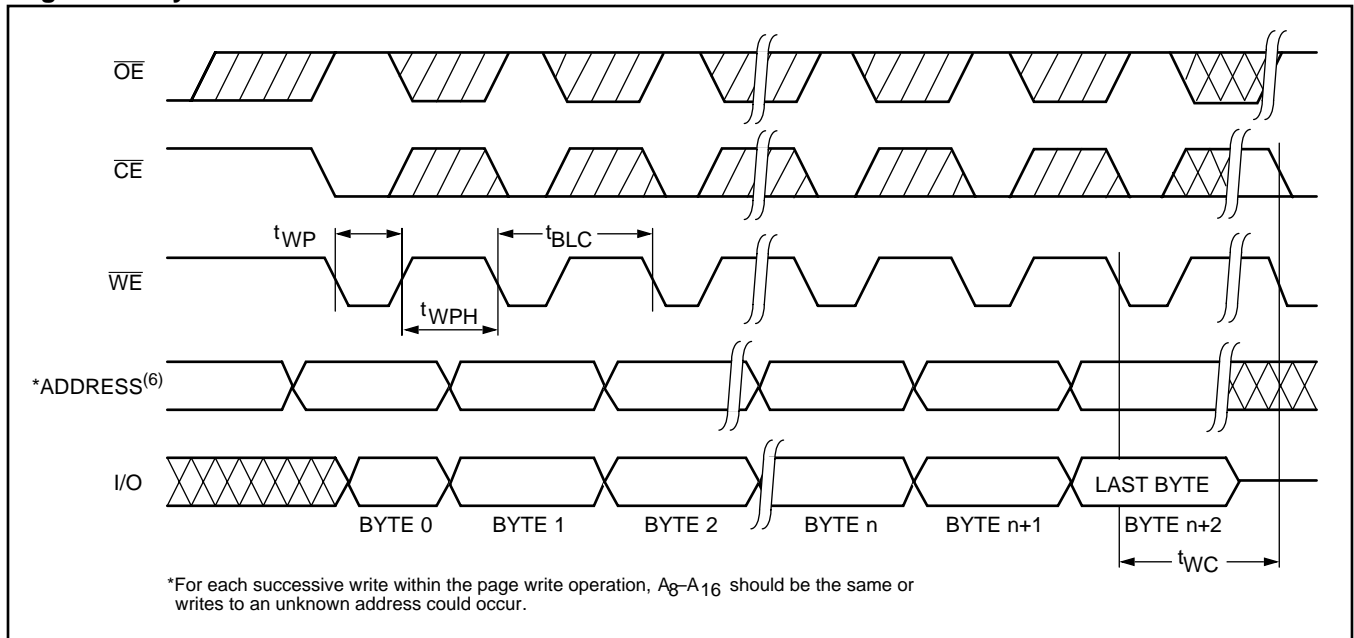 OE
CE
tWP
tBLC
WE
tWPH
*ADDRESS(6)
I/O
LAST BYTE
BYTE 0 BYTE 1 BYTE 2 BYTE n BYTE n+1 BYTE n+2
tWC
*For each successive write within the page write operation, A8–A16 should be the same or
writes to an unknown address could occur.